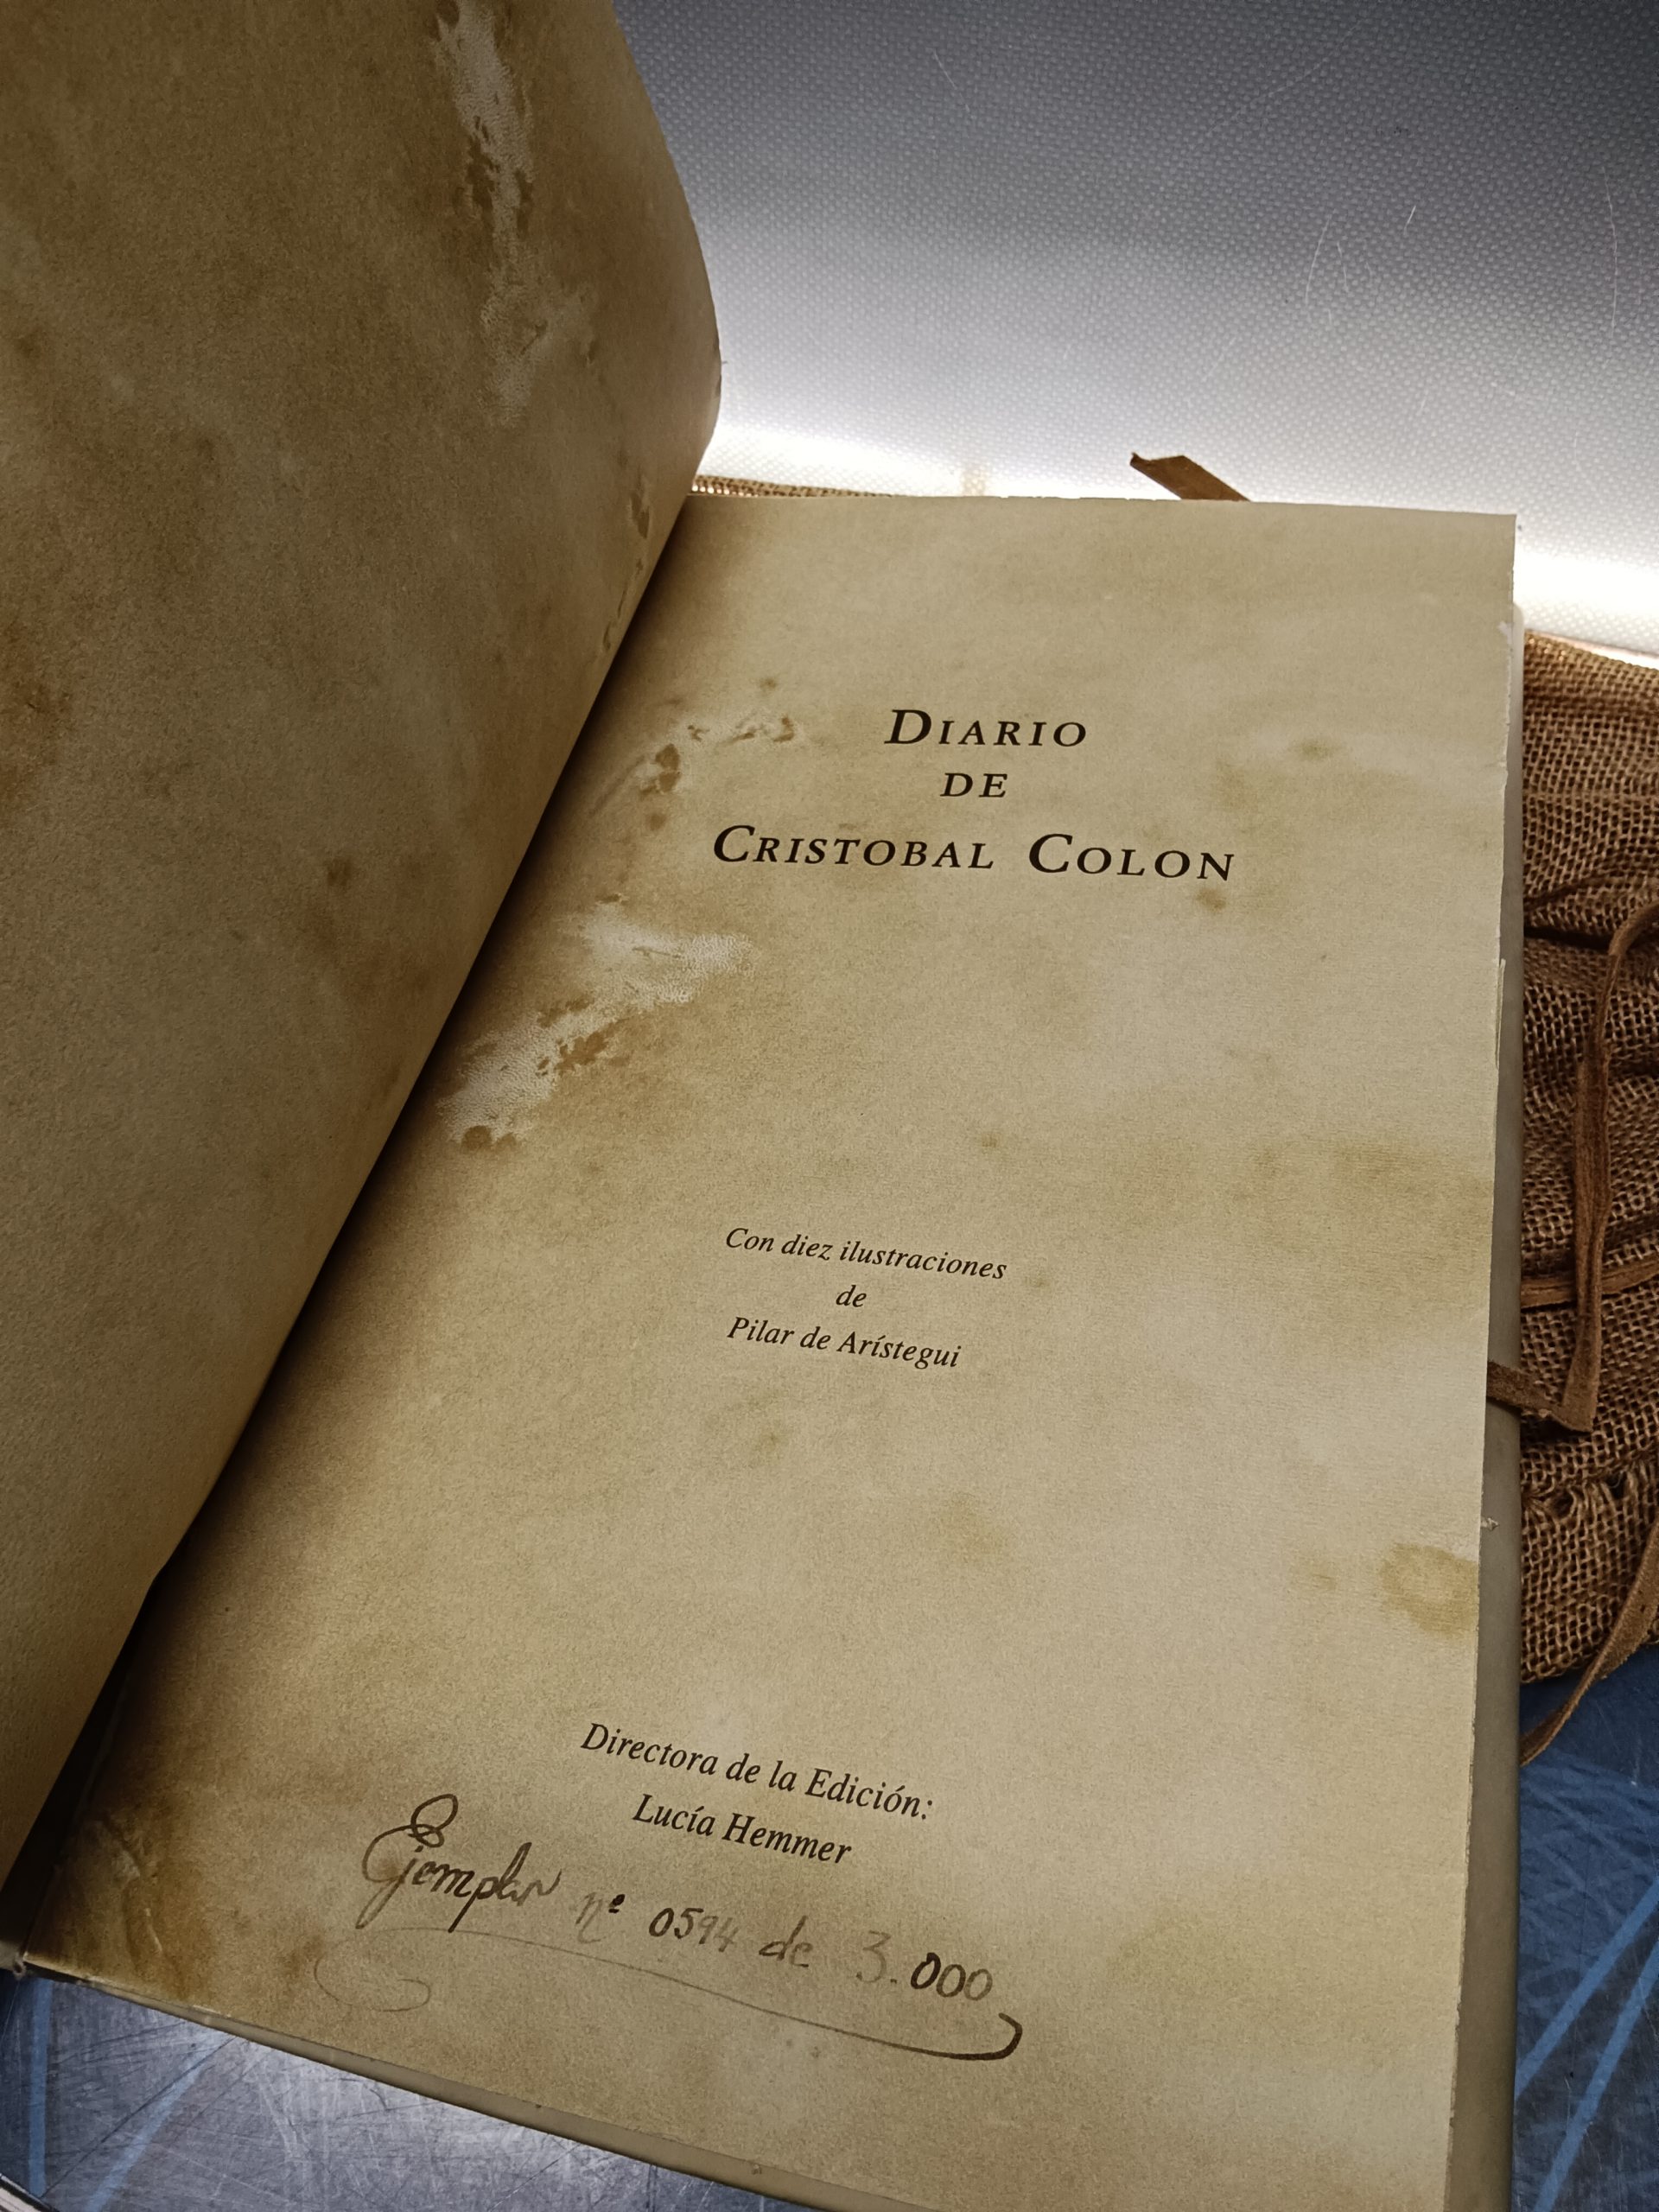 DIARIO
DE
CRISTOBAL COLON
Con diez ilustraciones
de
Pilar de Arístegui
Directora de la Edición:
Lucía Hemmer
Ejemplar nº 0594 de 3.000